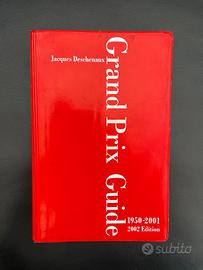 Jacques Deschenaux
Grand Prix Guide
1950-2001
2002 Edition
subito